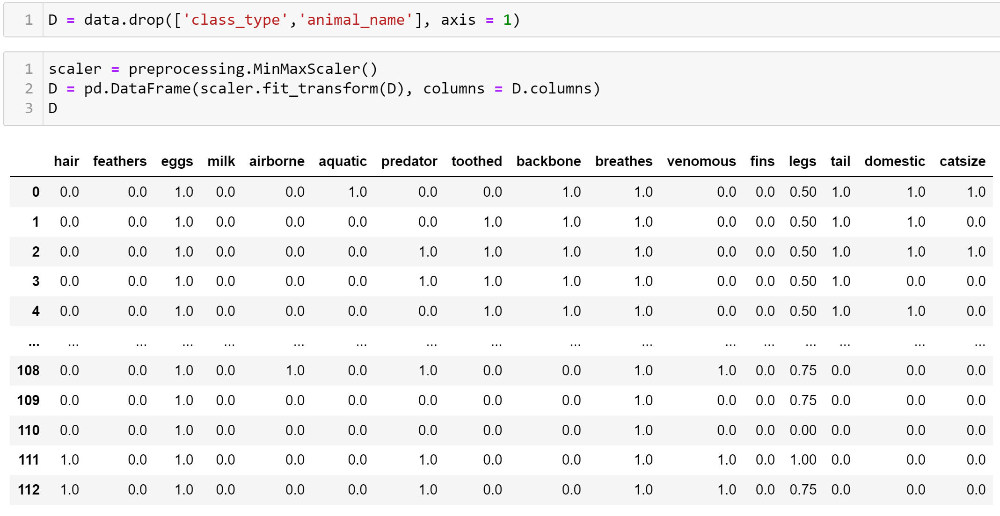 1 D = data.drop(['class_type','animal_name'], axis = 1)
1 scaler = preprocessing.MinMaxScaler()
2 D = pd.DataFrame(scaler.fit_transform(D), columns = D.columns)
3 D
hair feathers eggs milk airborne aquatic predator toothed backbone breathes venomous fins legs tail domestic catsize
0 0.0 0.0 1.0 0.0 0.0 1.0 0.0 0.0 1.0 1.0 0.0 0.0 0.50 1.0 1.0 1.0
1 0.0 0.0 1.0 0.0 0.0 0.0 0.0 1.0 1.0 1.0 0.0 0.0 0.50 1.0 1.0 0.0
2 0.0 0.0 1.0 0.0 0.0 0.0 1.0 1.0 1.0 1.0 0.0 0.0 0.50 1.0 1.0 1.0
3 0.0 0.0 1.0 0.0 0.0 0.0 1.0 1.0 1.0 1.0 0.0 0.0 0.50 1.0 0.0 0.0
4 0.0 0.0 1.0 0.0 0.0 0.0 0.0 1.0 1.0 1.0 0.0 0.0 0.50 1.0 1.0 0.0
... ... ... ... ... ... ... ... ... ... ... ... ... ... ... ... ...
108 0.0 0.0 1.0 0.0 1.0 0.0 1.0 0.0 0.0 1.0 1.0 0.0 0.75 0.0 0.0 0.0
109 0.0 0.0 1.0 0.0 0.0 0.0 0.0 0.0 0.0 1.0 0.0 0.0 0.75 0.0 0.0 0.0
110 0.0 0.0 1.0 0.0 0.0 0.0 0.0 0.0 0.0 1.0 0.0 0.0 0.00 0.0 0.0 0.0
111 1.0 0.0 1.0 0.0 0.0 0.0 1.0 0.0 0.0 1.0 1.0 0.0 1.00 0.0 0.0 0.0
112 1.0 0.0 1.0 0.0 0.0 0.0 1.0 0.0 0.0 1.0 1.0 0.0 0.75 0.0 0.0 0.0